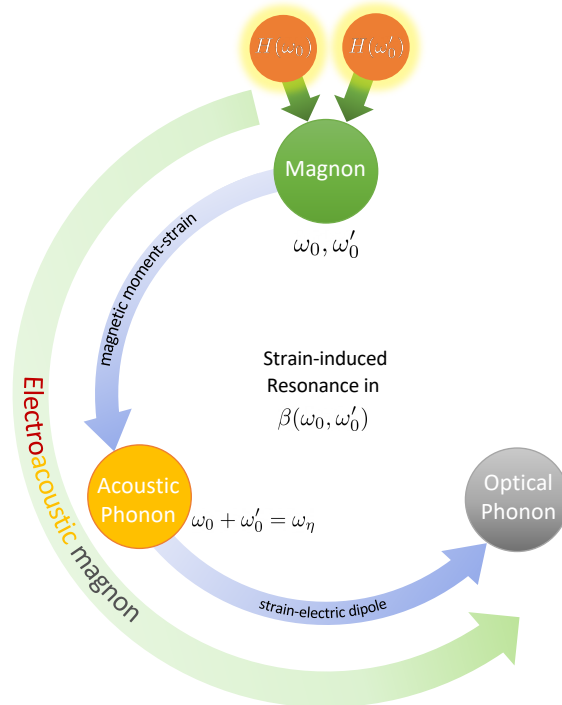 H(ω₀)
H(ω₀′)
Magnon
ω₀, ω₀′
magnetic moment-strain
Strain-induced
Resonance in
β(ω₀, ω₀′)
Electroacoustic magnon
Acoustic
Phonon
ω₀ + ω₀′ = ω_η
Optical
Phonon
strain-electric dipole